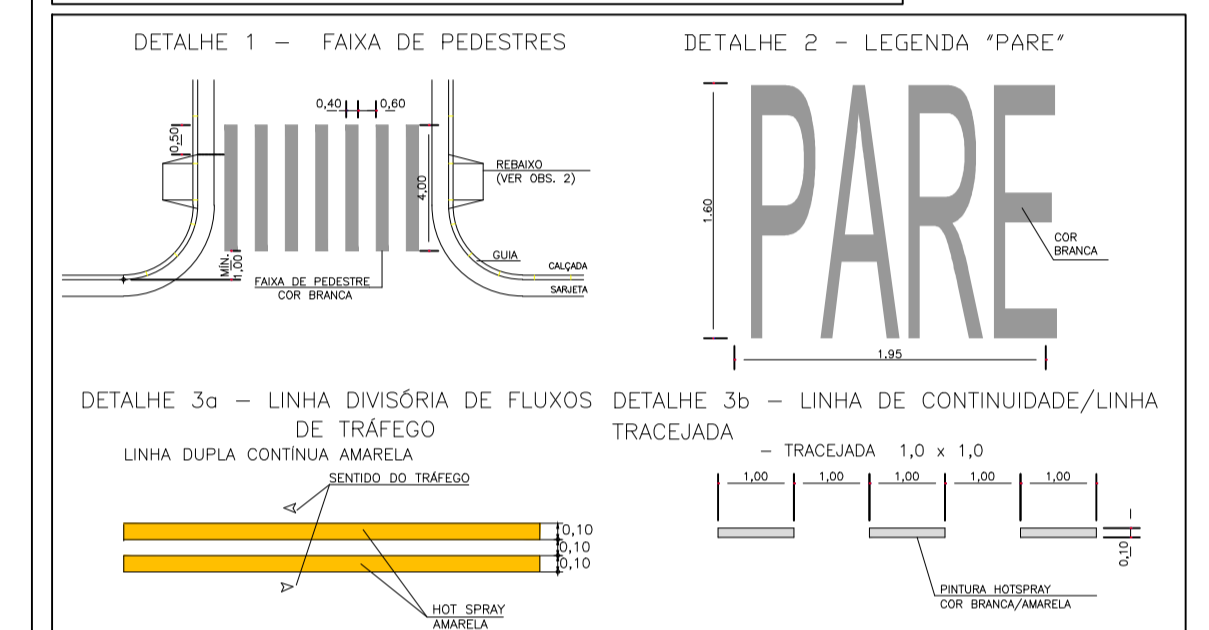 DETALHE 1 – FAIXA DE PEDESTRES
0,40
0,60
0,50
4,00
REBAIXO
(VER OBS. 2)
MÍN.
1,00
GUIA
CALÇADA
SARJETA
FAIXA DE PEDESTRE
COR BRANCA
DETALHE 2 – LEGENDA "PARE"
PARE
1.60
1.95
COR
BRANCA
DETALHE 3a – LINHA DIVISÓRIA DE FLUXOS
DE TRÁFEGO
LINHA DUPLA CONTÍNUA AMARELA
SENTIDO DO TRÁFEGO
0,10
0,10
0,10
HOT SPRAY
AMARELA
DETALHE 3b – LINHA DE CONTINUIDADE/LINHA
TRACEJADA
– TRACEJADA 1,0 x 1,0
1,00 1,00 1,00 1,00 1,00
0,10
PINTURA HOTSPRAY
COR BRANCA/AMARELA